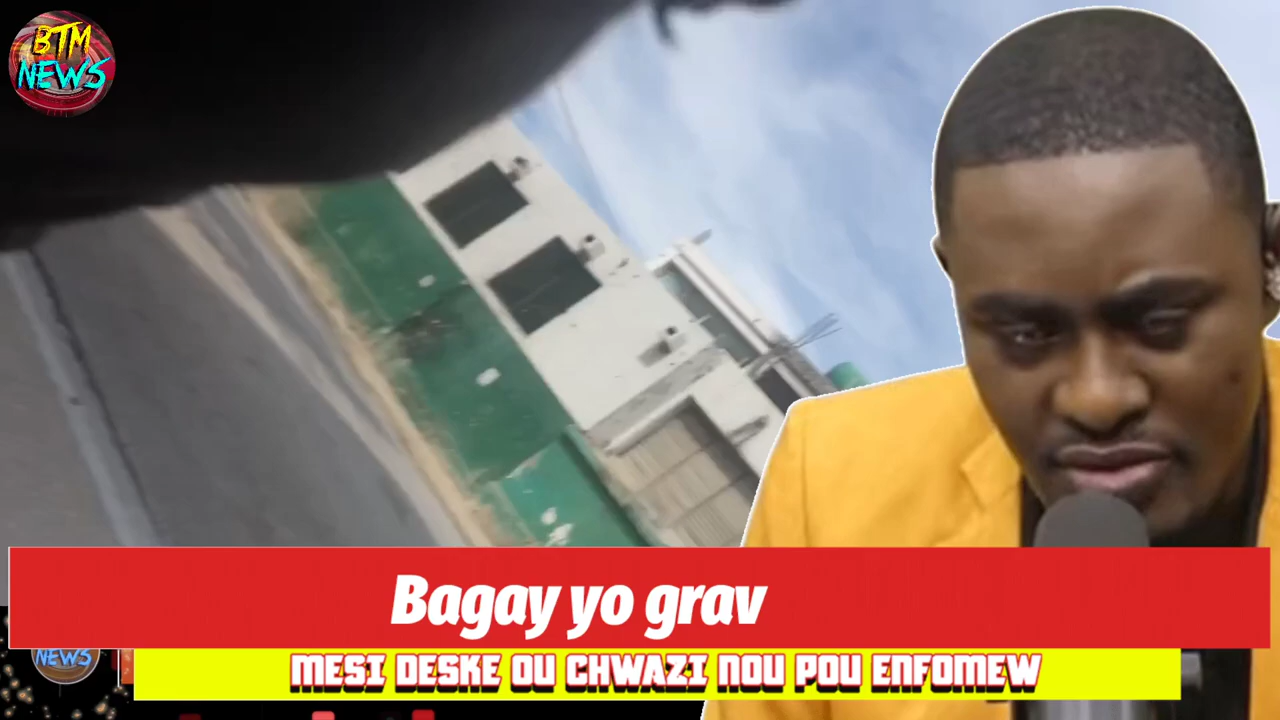 BTM
NEWS
Bagay yo grav
NEWS
MESI DESKE OU CHWAZI NOU POU ENFOMEW